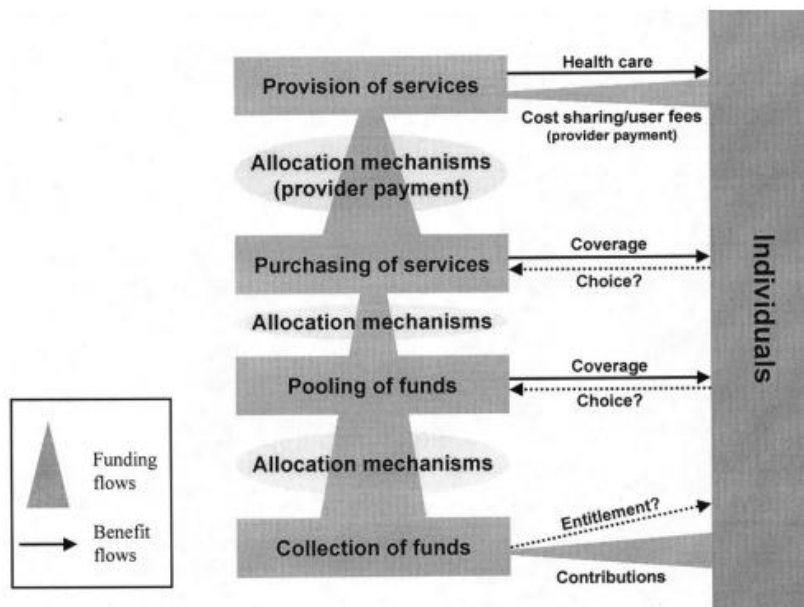 Health care
Provision of services
Cost sharing/user fees
(provider payment)
Allocation mechanisms
(provider payment)
Coverage
Purchasing of services
Choice?
Allocation mechanisms
Coverage
Pooling of funds
Choice?
Individuals
Funding
flows
Benefit
flows
Allocation mechanisms
Entitlement?
Collection of funds
Contributions